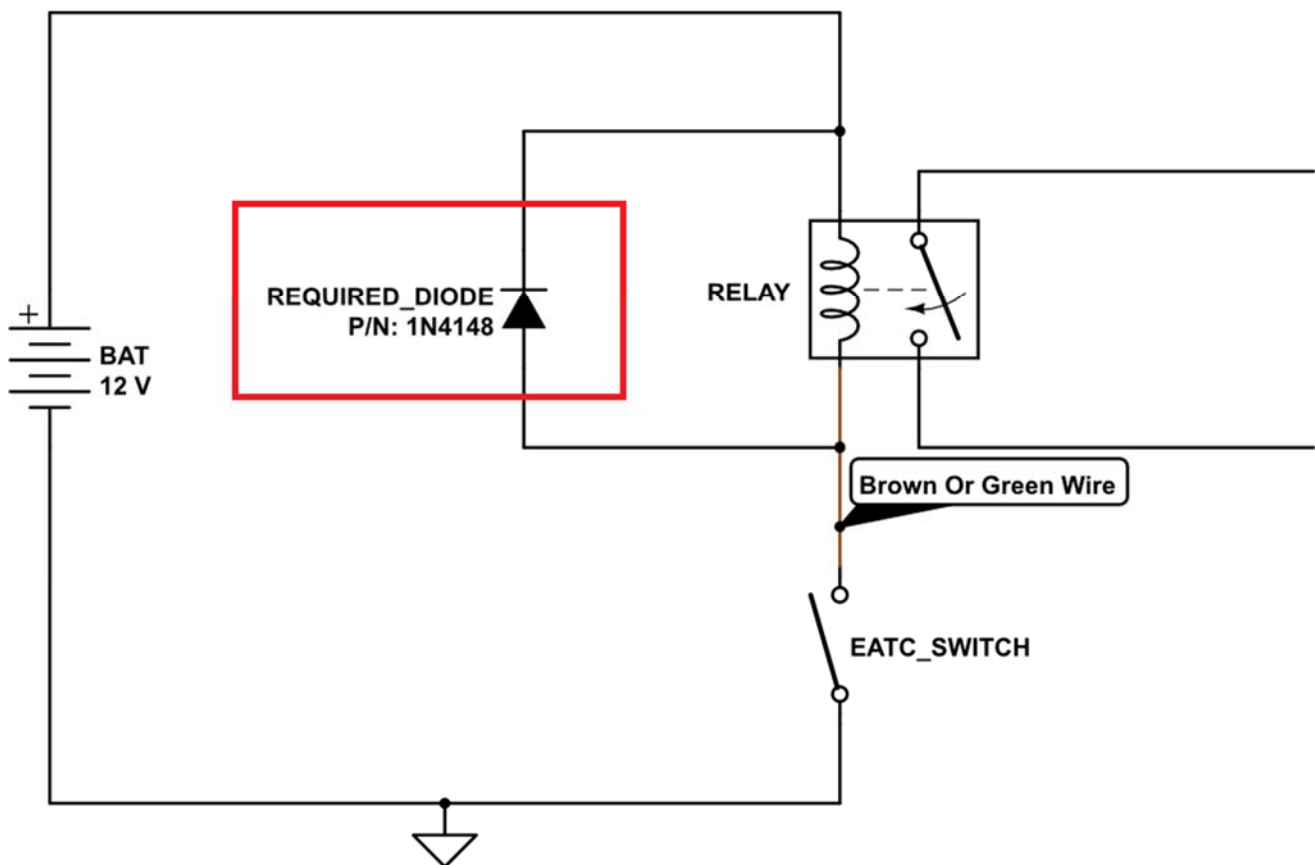 REQUIRED_DIODE
P/N: 1N4148
RELAY
+
BAT
12 V
Brown Or Green Wire
EATC_SWITCH